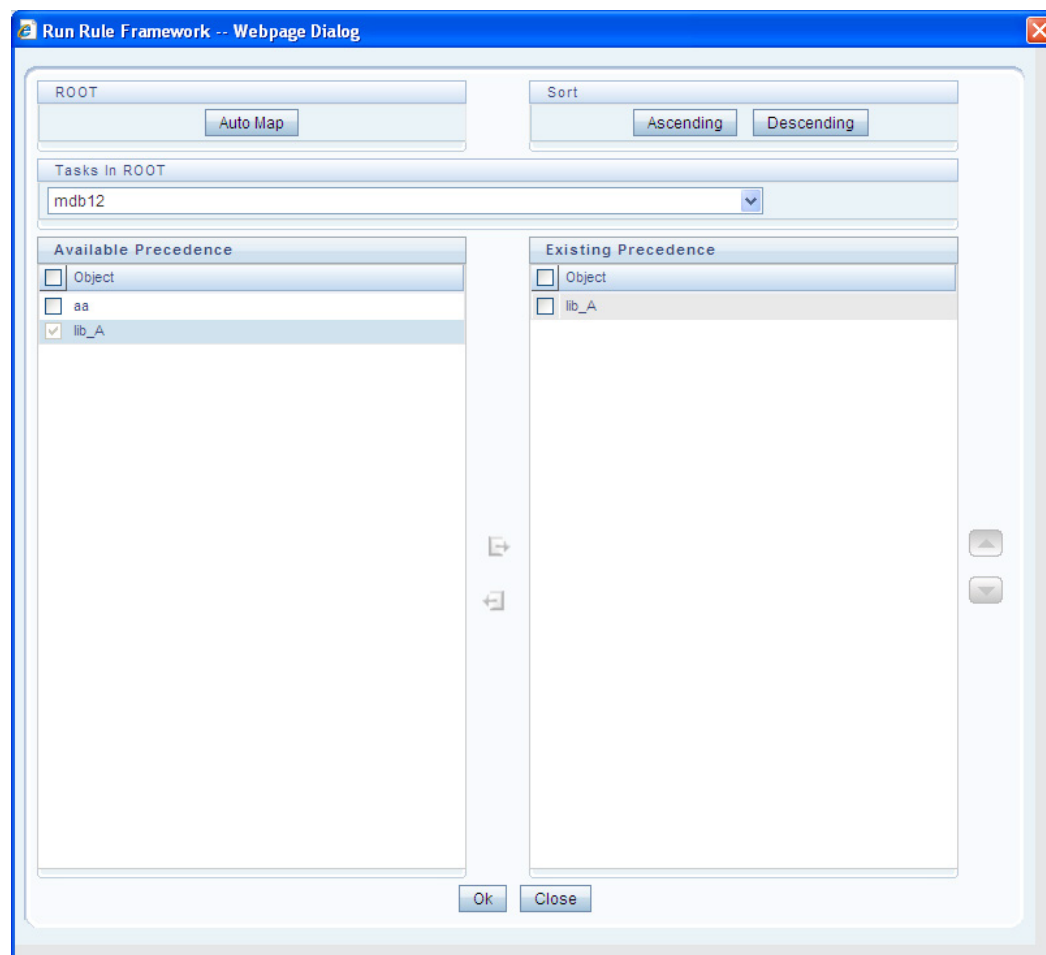 Run Rule Framework -- Webpage Dialog
ROOT
Sort
Auto Map
Ascending
Descending
Tasks In ROOT
mdb12
Available Precedence
Existing Precedence
Object
Object
aa
lib_A
lib_A
Ok
Close